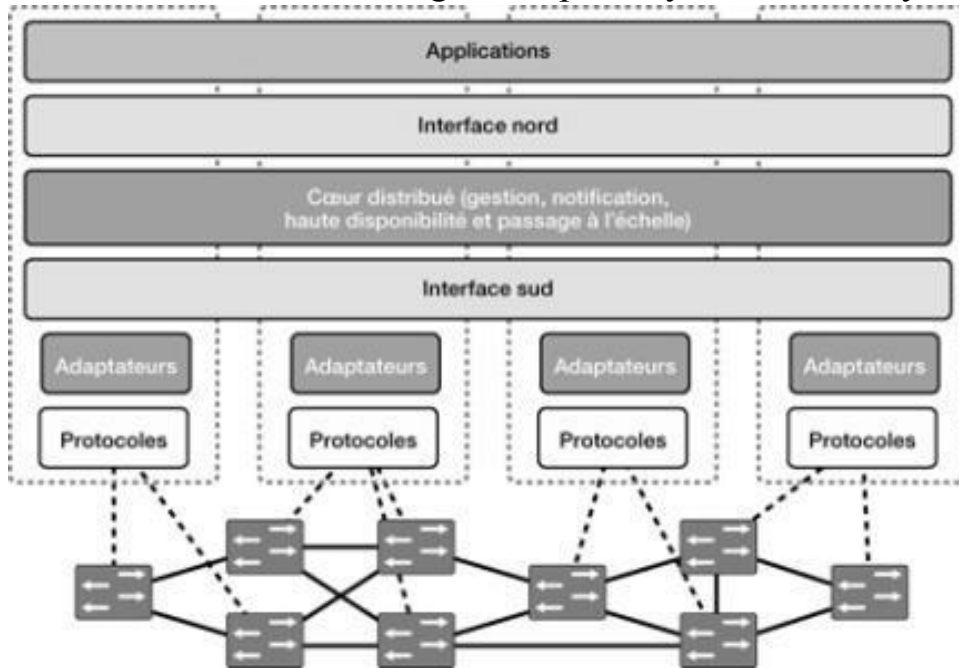 Applications
Interface nord
Cœur distribué (gestion, notification,
haute disponibilité et passage à l'échelle)
Interface sud
Adaptateurs
Adaptateurs
Adaptateurs
Adaptateurs
Protocoles
Protocoles
Protocoles
Protocoles